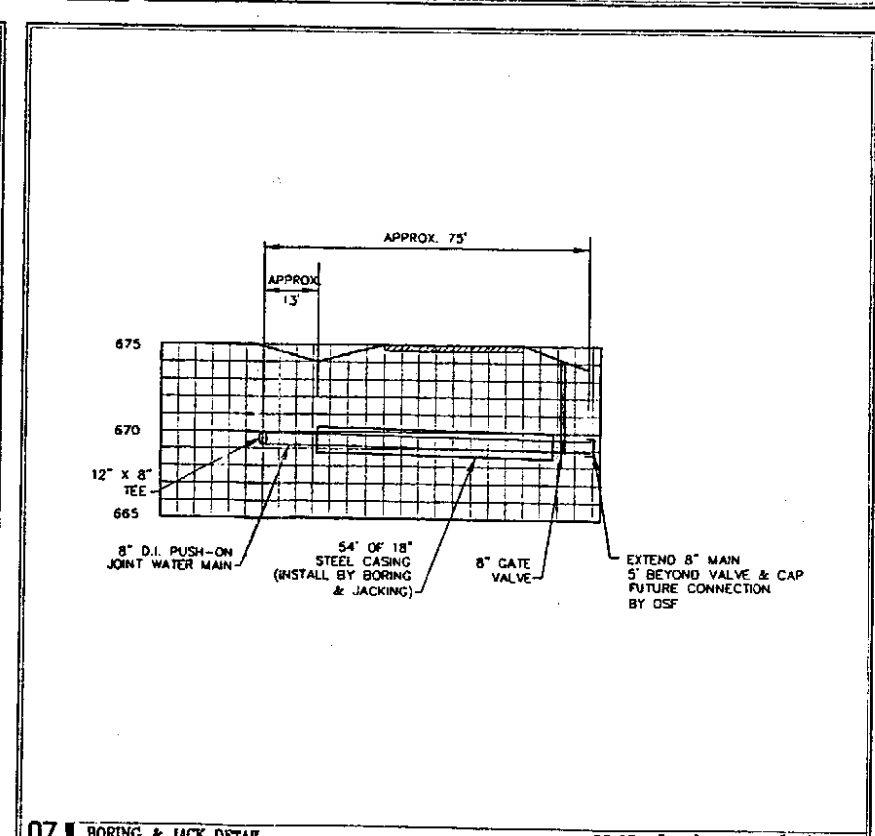 APPROX. 75'
APPROX.
13'
675
670
12" X 8"
TEE
665
8" D.I. PUSH-ON
JOINT WATER MAIN
54' OF 18"
STEEL CASING
(INSTALL BY BORING
& JACKING)
8" GATE
VALVE
EXTEND 8" MAIN
5' BEYOND VALVE & CAP
FUTURE CONNECTION
BY OSF
07 BORING & JACK DETAIL